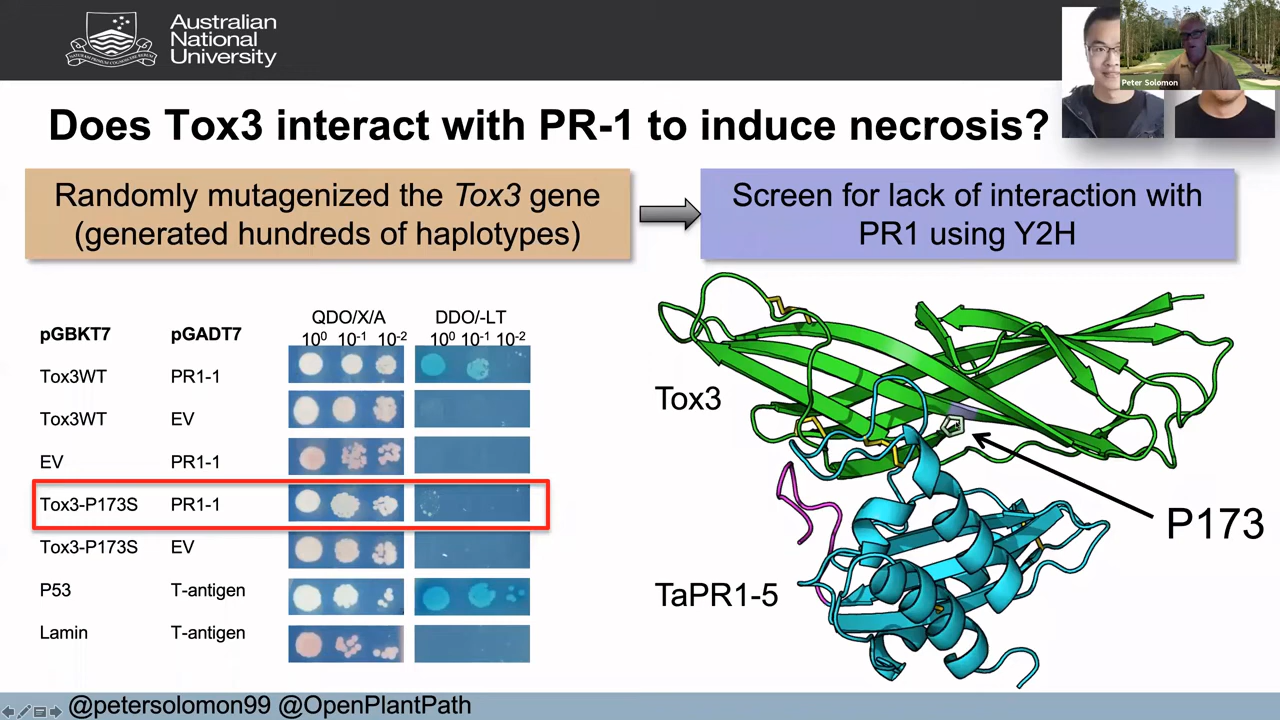 Australian
National
University
Peter Solomon
Does Tox3 interact with PR-1 to induce necrosis?
Randomly mutagenized the Tox3 gene
(generated hundreds of haplotypes)
Screen for lack of interaction with
PR1 using Y2H
QDO/X/A DDO/-LT
pGBKT7 pGADT7
10⁰ 10⁻¹ 10⁻² 10⁰ 10⁻¹ 10⁻²
Tox3WT PR1-1
Tox3WT EV
EV PR1-1
Tox3-P173S PR1-1
Tox3-P173S EV
P53 T-antigen
Lamin T-antigen
Tox3
P173
TaPR1-5
@petersolomon99 @OpenPlantPath